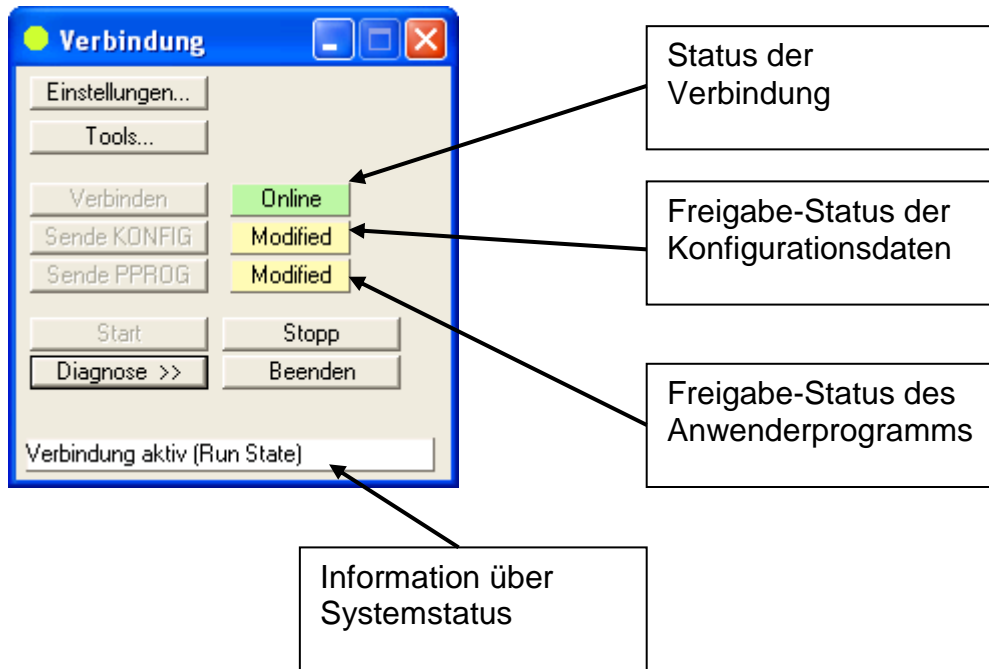 Verbindung
Einstellungen...
Tools...
Verbinden
Online
Sende KONFIG
Modified
Sende PPROG
Modified
Start
Stopp
Diagnose >>
Beenden
Verbindung aktiv (Run State)
Status der
Verbindung
Freigabe-Status der
Konfigurationsdaten
Freigabe-Status des
Anwenderprogramms
Information über
Systemstatus